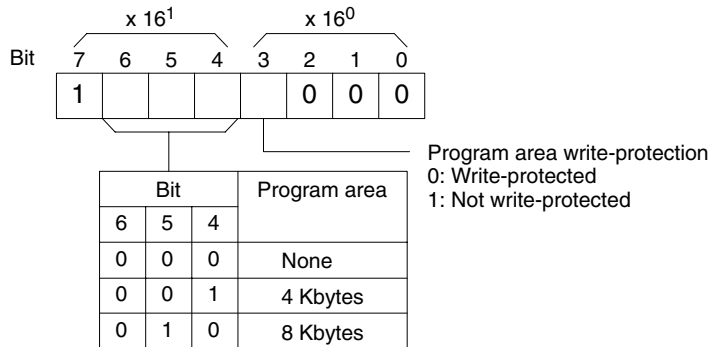 x 16¹ x 16⁰
Bit 7 6 5 4 3 2 1 0
1 0 0 0
Program area write-protection
0: Write-protected
1: Not write-protected
Bit Program area
6 5 4
0 0 0 None
0 0 1 4 Kbytes
0 1 0 8 Kbytes